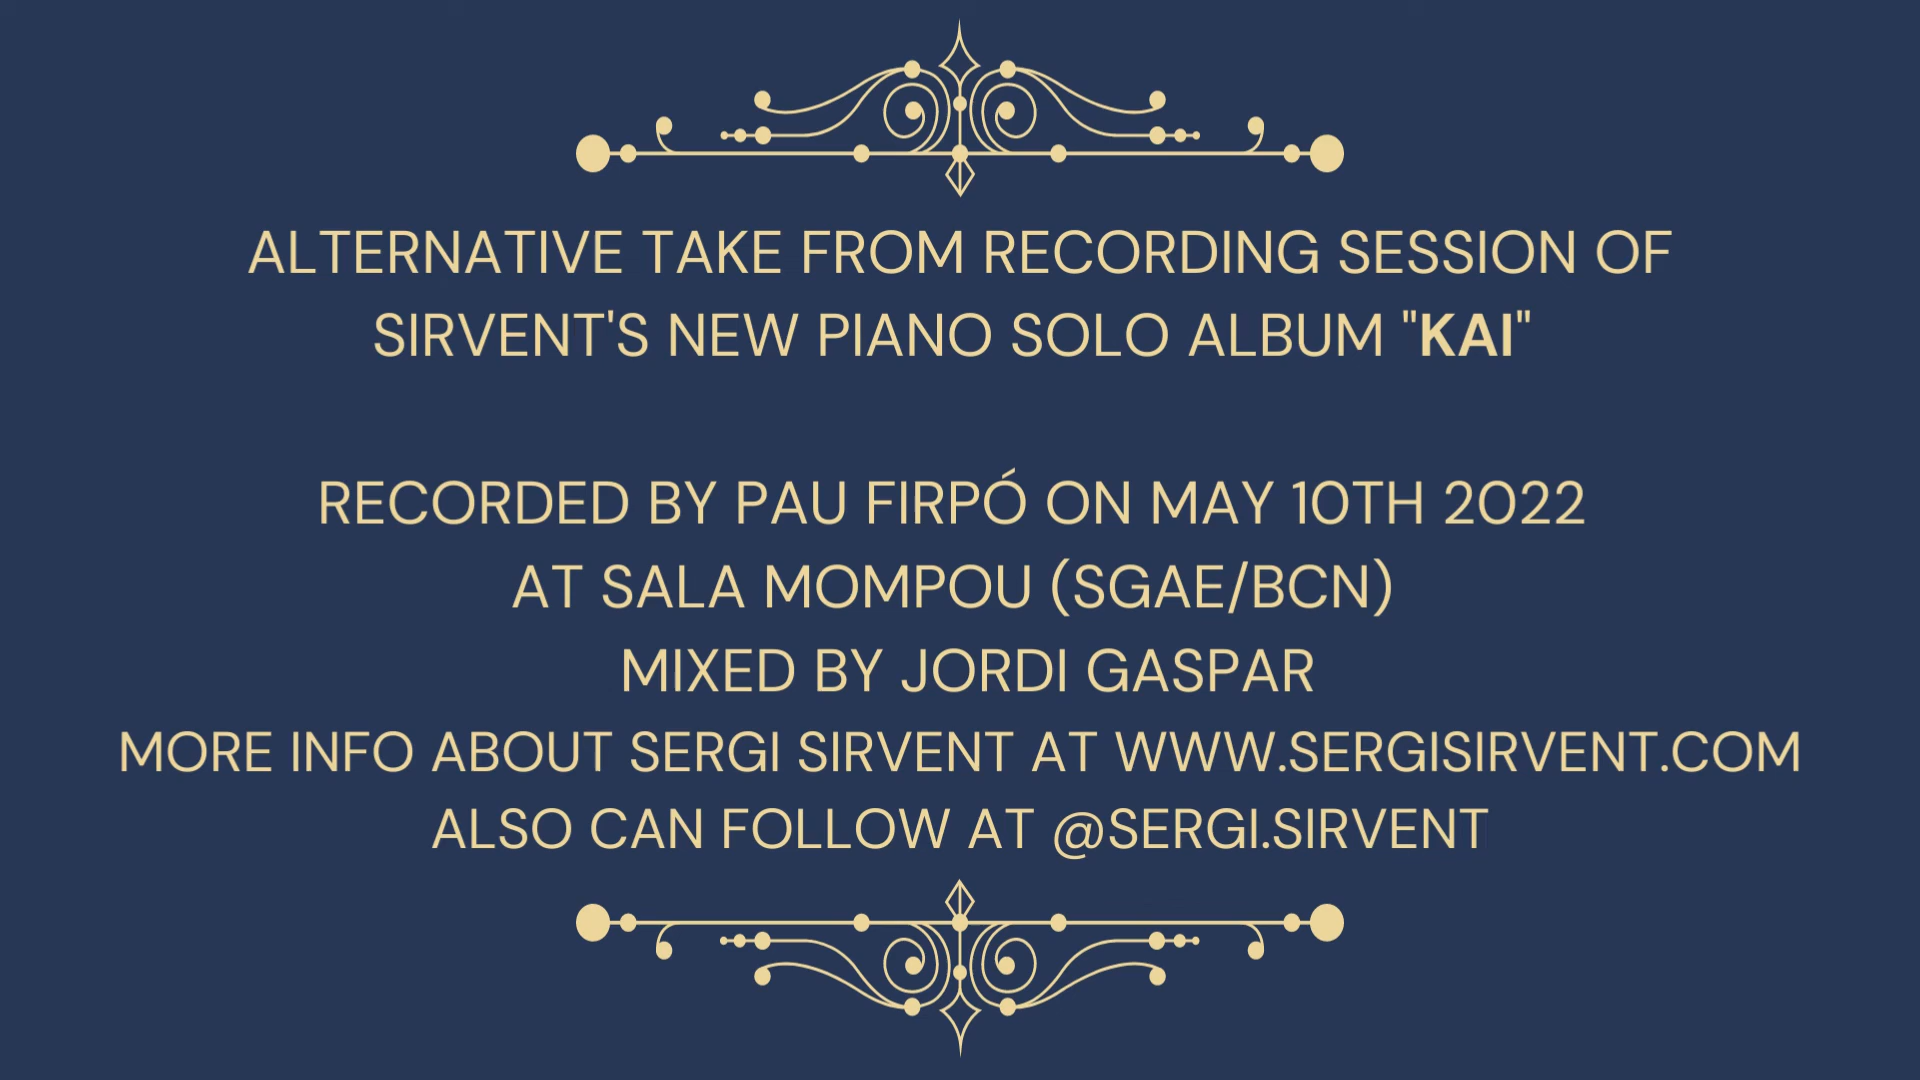 ALTERNATIVE TAKE FROM RECORDING SESSION OF
SIRVENT'S NEW PIANO SOLO ALBUM "KAI"
RECORDED BY PAU FIRPÓ ON MAY 10TH 2022
AT SALA MOMPOU (SGAE/BCN)
MIXED BY JORDI GASPAR
MORE INFO ABOUT SERGI SIRVENT AT WWW.SERGISIRVENT.COM
ALSO CAN FOLLOW AT @SERGI.SIRVENT